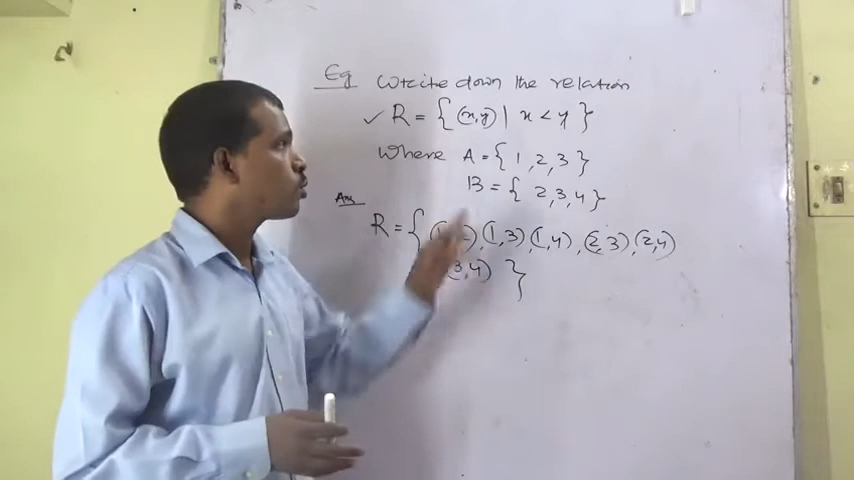 Eg Write down the relation
✓ R = { (x,y) | x < y }
Where A = { 1, 2, 3 }
B = { 2, 3, 4 }
Ans
R = { (1,3), (1,4), (2,3), (2,4)
3,4) }